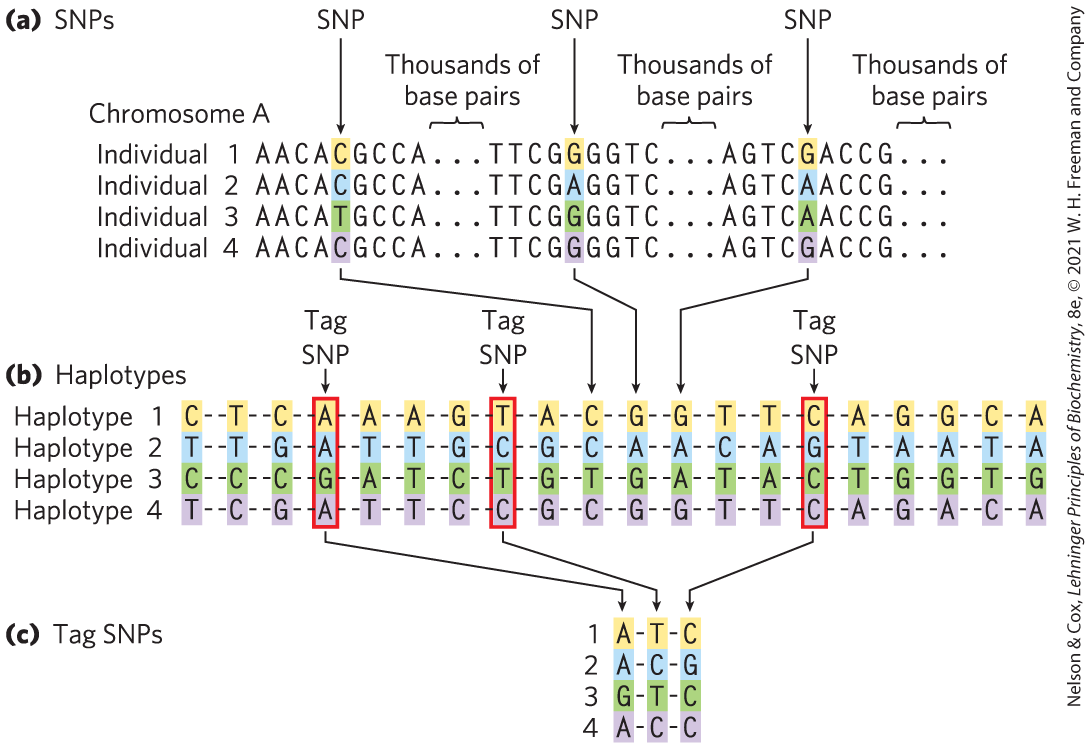 (a) SNPs
SNP SNP SNP
Thousands of base pairs Thousands of base pairs Thousands of base pairs
Chromosome A
Individual 1 AACACGCCA...TTCGGGGTC...AGTCGACCG...
Individual 2 AACACGCCA...TTCGAGGTC...AGTCAACCG...
Individual 3 AACATGCCA...TTCGGGGTC...AGTCAACCG...
Individual 4 AACACGCCA...TTCGGGGTC...AGTCGACCG...
Tag SNP Tag SNP Tag SNP
(b) Haplotypes
Haplotype 1 C-T-C-A-A-A-G-T-A-C-G-G-T-T-C-A-G-G-C-A
Haplotype 2 T-T-G-A-T-T-G-C-G-C-A-A-C-A-G-T-A-A-T-A
Haplotype 3 C-C-C-G-A-T-C-T-G-T-G-A-T-A-C-T-G-G-T-G
Haplotype 4 T-C-G-A-T-T-C-C-G-C-G-G-T-T-C-A-G-A-C-A
(c) Tag SNPs
1 A-T-C
2 A-C-G
3 G-T-C
4 A-C-C
Nelson & Cox, Lehninger Principles of Biochemistry, 8e, © 2021 W. H. Freeman and Company